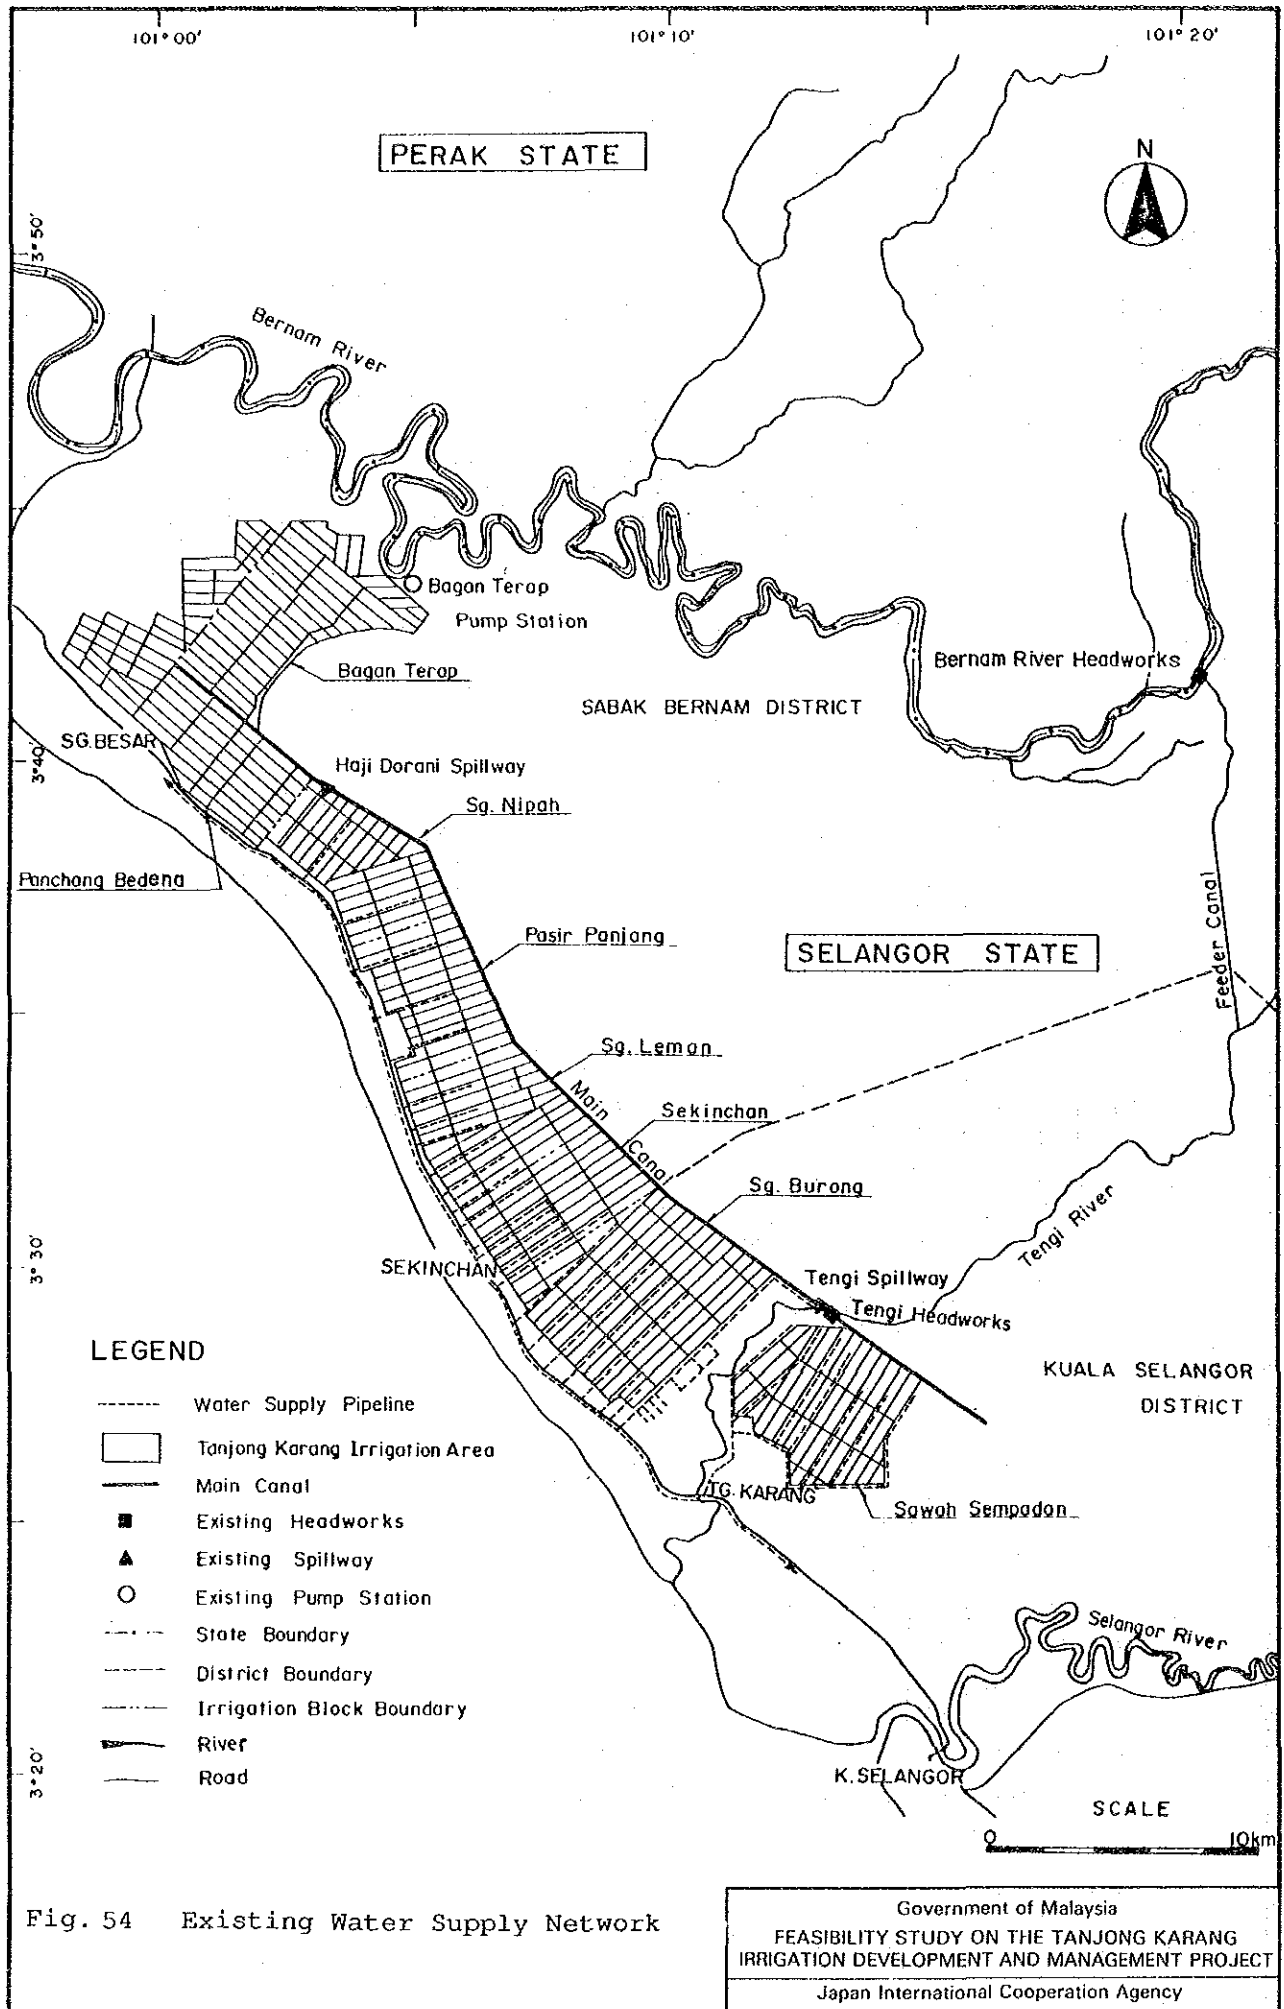 101° 00'
101° 10'
101° 20'
PERAK STATE
N
3° 50'
Bernam River
Bagan Terap
Pump Station
Bernam River Headworks
Bagan Terap
SABAK BERNAM DISTRICT
SG. BESAR
3° 40'
Haji Dorani Spillway
Sg. Nipah
Panchang Bedena
Feeder Canal
Pasir Panjang
SELANGOR STATE
Sg. Leman
Main
Canal
Sekinchan
Sg. Burong
Tengi River
3° 30'
SEKINCHAN
Tengi Spillway
Tengi Headworks
KUALA SELANGOR
DISTRICT
LEGEND
Water Supply Pipeline
Tanjong Karang Irrigation Area
Main Canal
Existing Headworks
Existing Spillway
Existing Pump Station
State Boundary
District Boundary
Irrigation Block Boundary
River
Road
TG. KARANG
Sawah Sempadan
Selangor River
3° 20'
K. SELANGOR
SCALE
0 10km
Fig. 54 Existing Water Supply Network
Government of Malaysia
FEASIBILITY STUDY ON THE TANJONG KARANG
IRRIGATION DEVELOPMENT AND MANAGEMENT PROJECT
Japan International Cooperation Agency